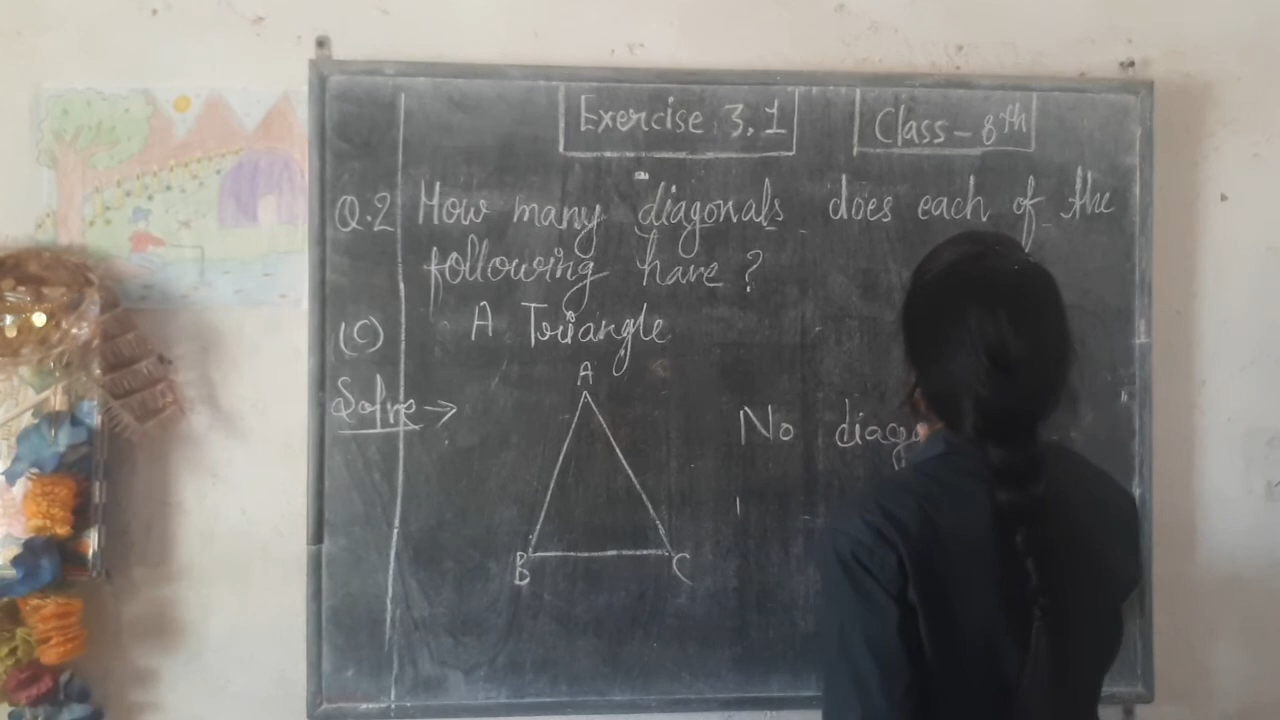 Exercise 3.1
Class - 8th
Q.2 How many diagonals does each of the
following have ?
(C) A Triangle
Solve →
A
No
B C